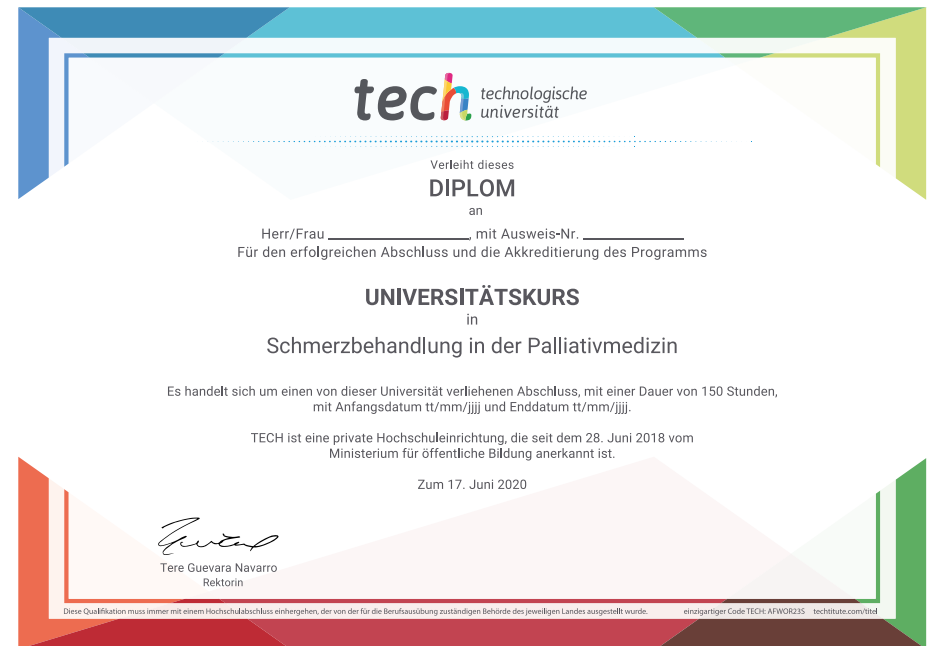 tech technologische
universität
Verleiht dieses
DIPLOM
an
Herr/Frau ____________________, mit Ausweis-Nr. ______________
Für den erfolgreichen Abschluss und die Akkreditierung des Programms
UNIVERSITÄTSKURS
in
Schmerzbehandlung in der Palliativmedizin
Es handelt sich um einen von dieser Universität verliehenen Abschluss, mit einer Dauer von 150 Stunden,
mit Anfangsdatum tt/mm/jjjj und Enddatum tt/mm/jjjj.
TECH ist eine private Hochschuleinrichtung, die seit dem 28. Juni 2018 vom
Ministerium für öffentliche Bildung anerkannt ist.
Zum 17. Juni 2020
Tere Guevara Navarro
Rektorin
Diese Qualifikation muss immer mit einem Hochschulabschluss einhergehen, der von der für die Berufsausübung zuständigen Behörde des jeweiligen Landes ausgestellt wurde. einzigartiger Code TECH: AFWOR23S techtitute.com/titel